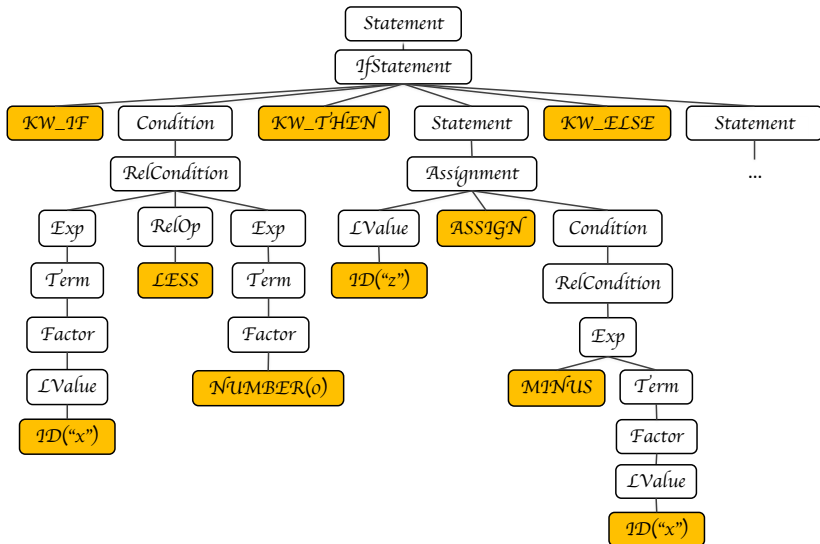 Statement
IfStatement
KW_IF Condition KW_THEN Statement KW_ELSE Statement
RelCondition Assignment ...
Exp RelOp Exp LValue ASSIGN Condition
Term LESS Term ID(“z”) RelCondition
Factor Factor Exp
LValue NUMBER(0) MINUS Term
ID(“x”) Factor
LValue
ID(“x”)